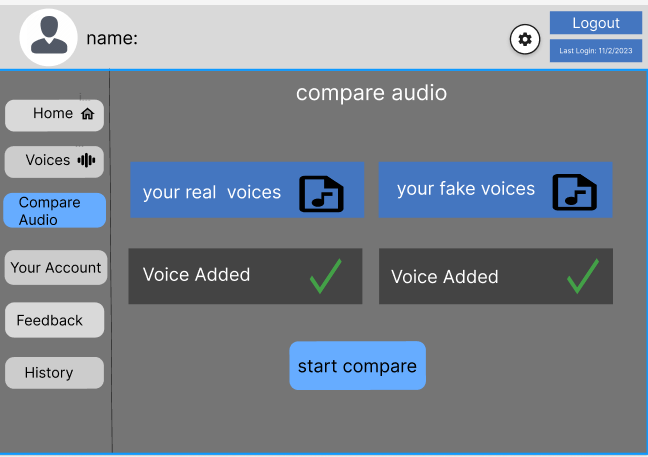 name:
Logout
Last Login: 11/2/2023
compare audio
Home
Voices
Compare
Audio
Your Account
Feedback
History
your real voices
your fake voices
Voice Added
Voice Added
start compare